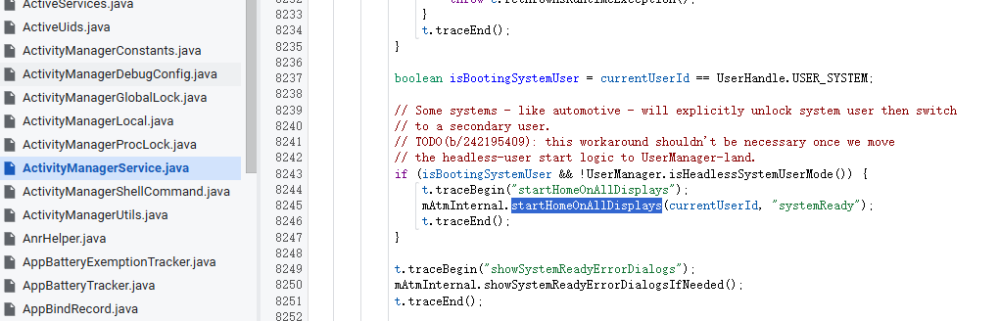 ActiveServices.java
ActiveUids.java
ActivityManagerConstants.java
ActivityManagerDebugConfig.java
ActivityManagerGlobalLock.java
ActivityManagerLocal.java
ActivityManagerProcLock.java
ActivityManagerService.java
ActivityManagerShellCommand.java
ActivityManagerUtils.java
AnrHelper.java
AppBatteryExemptionTracker.java
AppBatteryTracker.java
AppBindRecord.java
8233
8234 t.traceEnd();
8235 }
8236
8237 boolean isBootingSystemUser = currentUserId == UserHandle.USER_SYSTEM;
8238
8239 // Some systems - like automotive - will explicitly unlock system user then switch
8240 // to a secondary user.
8241 // TODO(b/242195409): this workaround shouldn't be necessary once we move
8242 // the headless-user start logic to UserManager-land.
8243 if (isBootingSystemUser && !UserManager.isHeadlessSystemUserMode()) {
8244 t.traceBegin("startHomeOnAllDisplays");
8245 mAtmInternal.startHomeOnAllDisplays(currentUserId, "systemReady");
8246 t.traceEnd();
8247 }
8248
8249 t.traceBegin("showSystemReadyErrorDialogs");
8250 mAtmInternal.showSystemReadyErrorDialogsIfNeeded();
8251 t.traceEnd();
8252